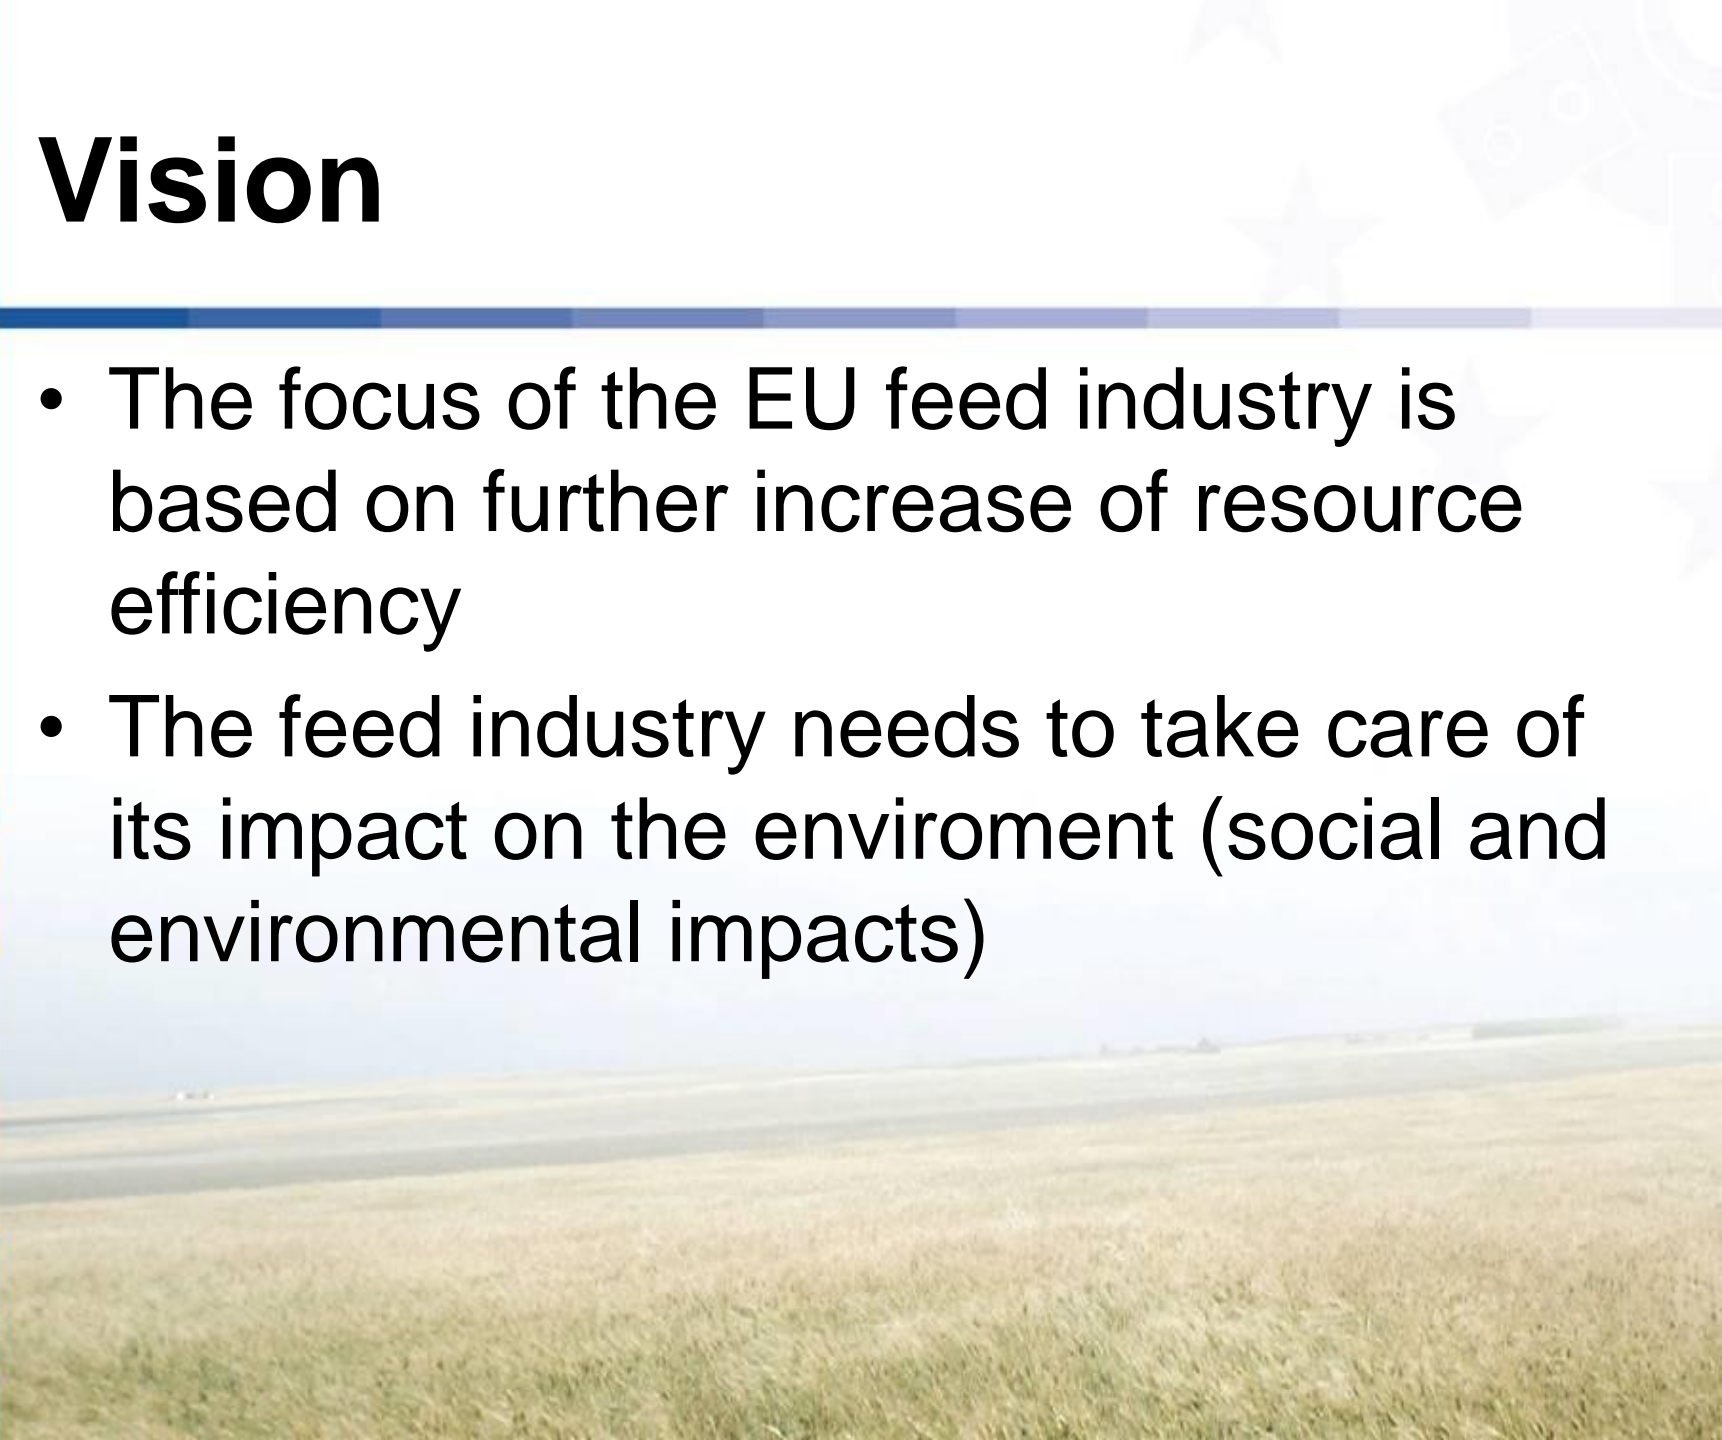 Vision
• The focus of the EU feed industry is
based on further increase of resource
efficiency
• The feed industry needs to take care of
its impact on the enviroment (social and
environmental impacts)